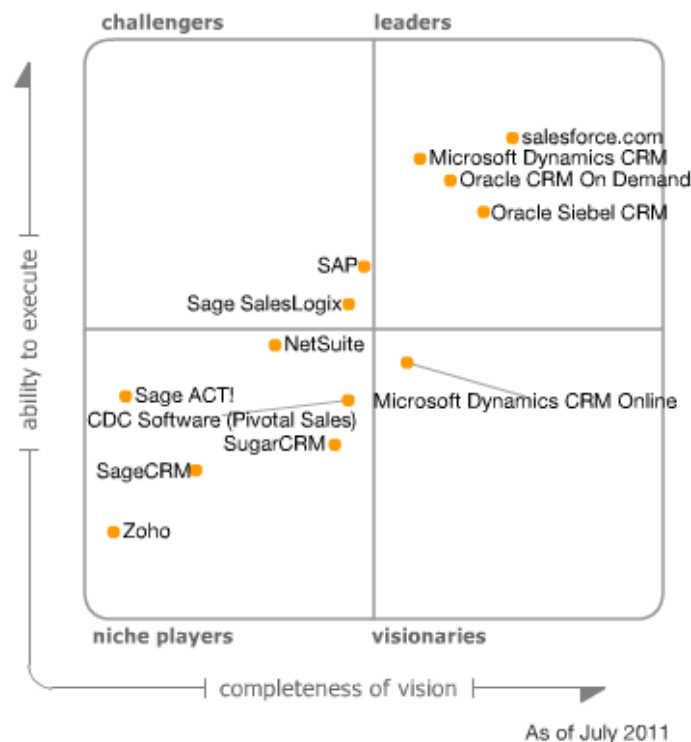 challengers
leaders
salesforce.com
Microsoft Dynamics CRM
Oracle CRM On Demand
Oracle Siebel CRM
SAP
Sage SalesLogix
NetSuite
Sage ACT!
Microsoft Dynamics CRM Online
CDC Software (Pivotal Sales)
SugarCRM
SageCRM
Zoho
ability to execute
niche players
visionaries
completeness of vision
As of July 2011